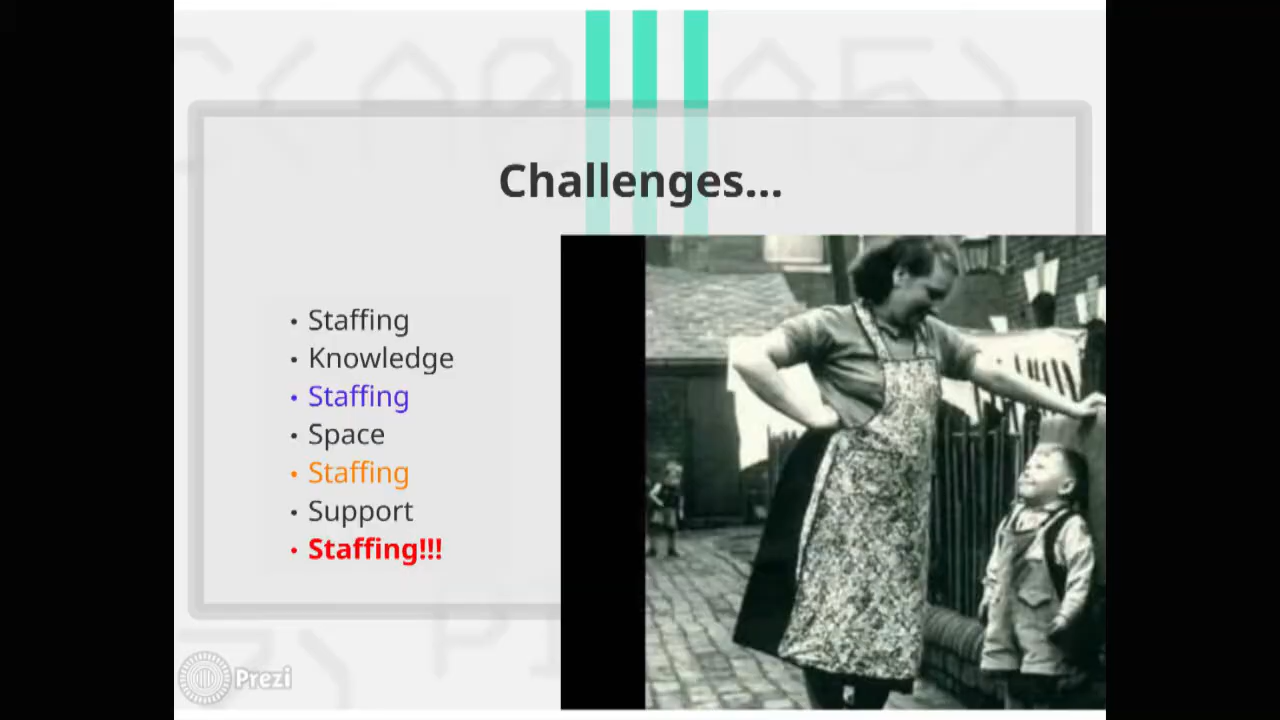 Challenges...
• Staffing
• Knowledge
• Staffing
• Space
• Staffing
• Support
• Staffing!!!
Prezi